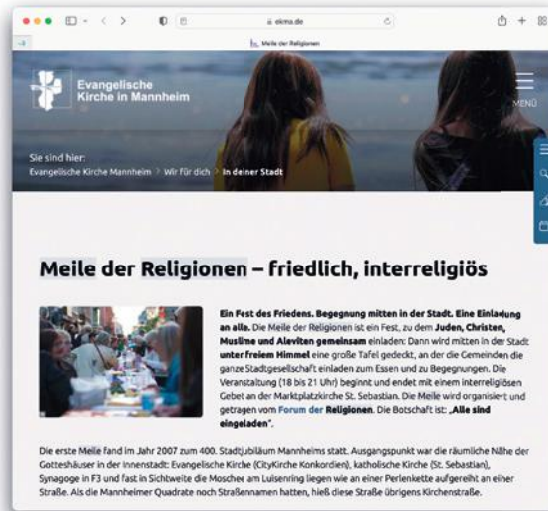 ekma.de
Meile der Religionen
Evangelische
Kirche in Mannheim
MENÜ
Sie sind hier:
Evangelische Kirche Mannheim > Wir für dich > In deiner Stadt
Meile der Religionen – friedlich, interreligiös
Ein Fest des Friedens. Begegnung mitten in der Stadt. Eine Einladung
an alle. Die Meile der Religionen ist ein Fest, zu dem Juden, Christen,
Muslime und Aleviten gemeinsam einladen: Dann wird mitten in der Stadt
unter freiem Himmel eine große Tafel gedeckt, an der die Gemeinden die
ganze Stadtgesellschaft einladen zum Essen und zu Begegnungen. Die
Veranstaltung (18 bis 21 Uhr) beginnt und endet mit einem interreligiösen
Gebet an der Marktplatzkirche St. Sebastian. Die Meile wird organisiert und
getragen vom Forum der Religionen. Die Botschaft ist: „Alle sind
eingeladen“.
Die erste Meile fand im Jahr 2007 zum 400. Stadtjubiläum Mannheims statt. Ausgangspunkt war die räumliche Nähe der
Gotteshäuser in der Innenstadt: Evangelische Kirche (CityKirche Konkordien), katholische Kirche (St. Sebastian),
Synagoge in F3 und fast in Sichtweite die Moschee am Luisenring liegen wie an einer Perlenkette aufgereiht an einer
Straße. Als die Mannheimer Quadrate noch Straßennamen hatten, hieß diese Straße übrigens Kirchenstraße.